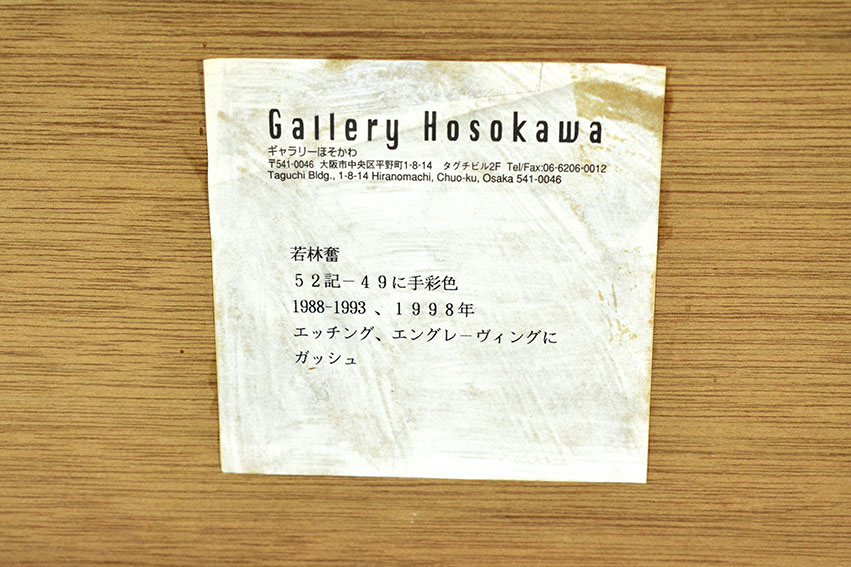 Gallery Hosokawa
ギャラリーほそかわ
〒541-0046 大阪市中央区平野町1-8-14 タグチビル2F Tel/Fax:06-6206-0012
Taguchi Bldg., 1-8-14 Hiranomachi, Chuo-ku, Osaka 541-0046
若林奮
５２記－４９に手彩色
1988-1993 、１９９８年
エッチング、エングレ－ヴィングに
ガッシュ